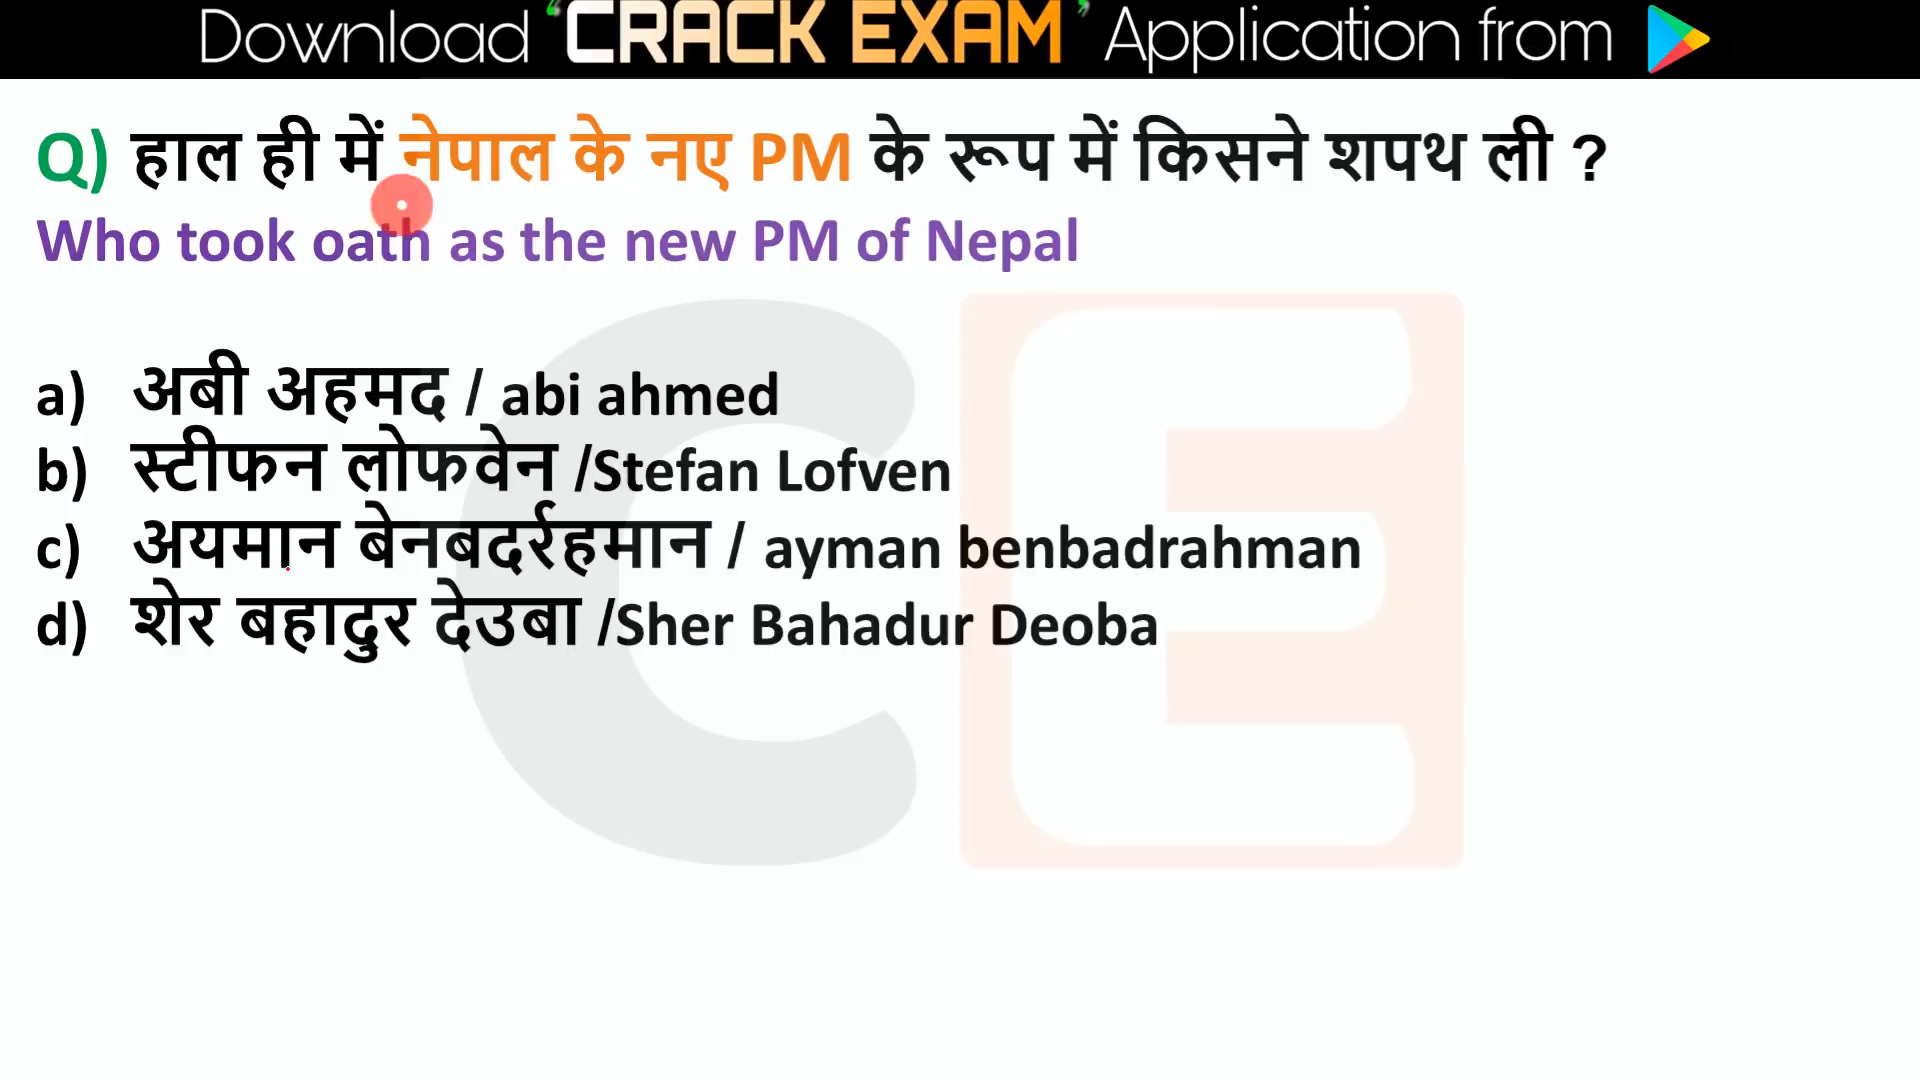 Download ‘CRACK EXAM’ Application from
Q) हाल ही में नेपाल के नए PM के रूप में किसने शपथ ली ?
Who took oath as the new PM of Nepal
a) अबी अहमद / abi ahmed
b) स्टीफन लोफवेन /Stefan Lofven
c) अयमान बेनबदर्रहमान / ayman benbadrahman
d) शेर बहादुर देउबा /Sher Bahadur Deoba
CE